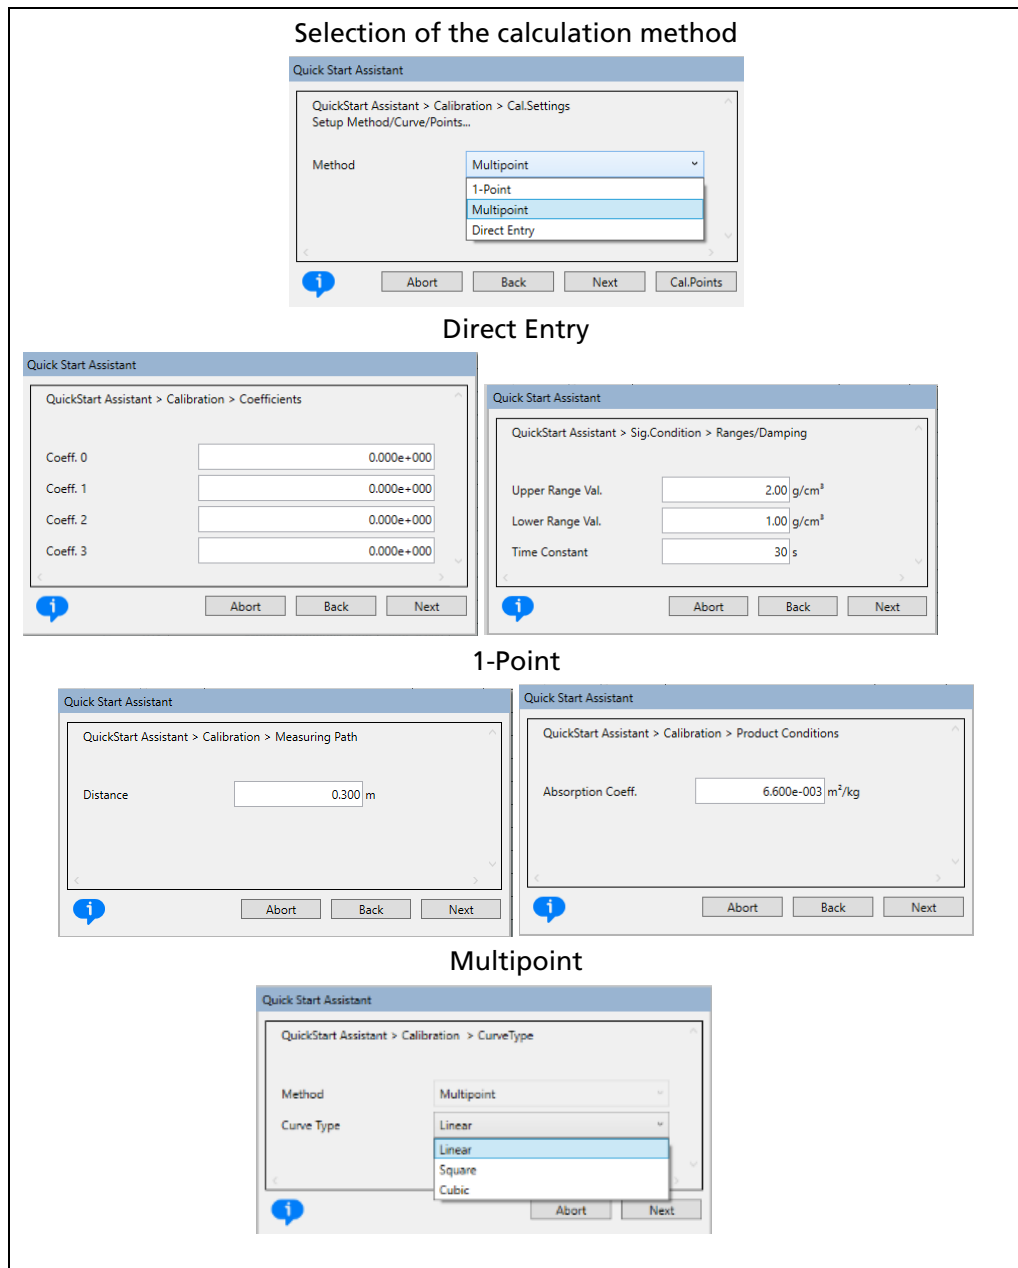 Selection of the calculation method
Quick Start Assistant
QuickStart Assistant > Calibration > Cal.Settings
Setup Method/Curve/Points...
Method Multipoint
1-Point
Multipoint
Direct Entry
i Abort Back Next Cal.Points
Direct Entry
Quick Start Assistant
QuickStart Assistant > Calibration > Coefficients
Coeff. 0 0.000e+000
Coeff. 1 0.000e+000
Coeff. 2 0.000e+000
Coeff. 3 0.000e+000
i Abort Back Next
Quick Start Assistant
QuickStart Assistant > Sig.Condition > Ranges/Damping
Upper Range Val. 2.00 g/cm³
Lower Range Val. 1.00 g/cm³
Time Constant 30 s
i Abort Back Next
1-Point
Quick Start Assistant
QuickStart Assistant > Calibration > Measuring Path
Distance 0.300 m
i Abort Back Next
Quick Start Assistant
QuickStart Assistant > Calibration > Product Conditions
Absorption Coeff. 6.600e-003 m²/kg
i Abort Back Next
Multipoint
Quick Start Assistant
QuickStart Assistant > Calibration > CurveType
Method Multipoint
Curve Type Linear
Linear
Square
Cubic
i Abort Next